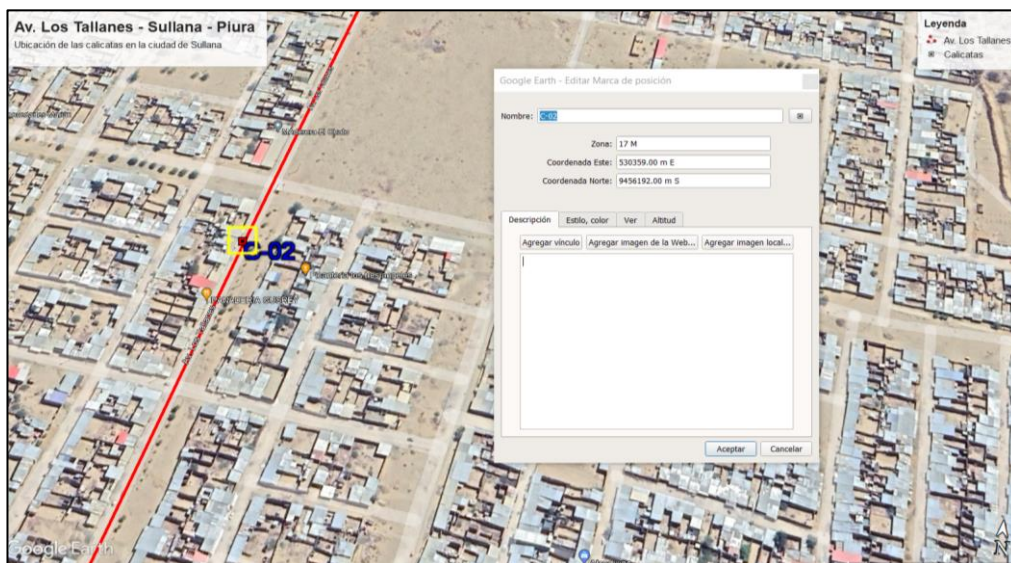 Av. Los Tallanes - Sullana - Piura
Ubicación de las calicatas en la ciudad de Sullana
Leyenda
Av. Los Tallanes
Calicatas
Google Earth - Editar Marca de posición
Nombre: C-02
Zona: 17 M
Coordenada Este: 530359.00 m E
Coordenada Norte: 9456192.00 m S
Descripción Estilo, color Ver Altitud
Agregar vínculo Agregar imagen de la Web... Agregar imagen local...
Aceptar Cancelar
Maderera El Chato
C-02
Google Earth
N